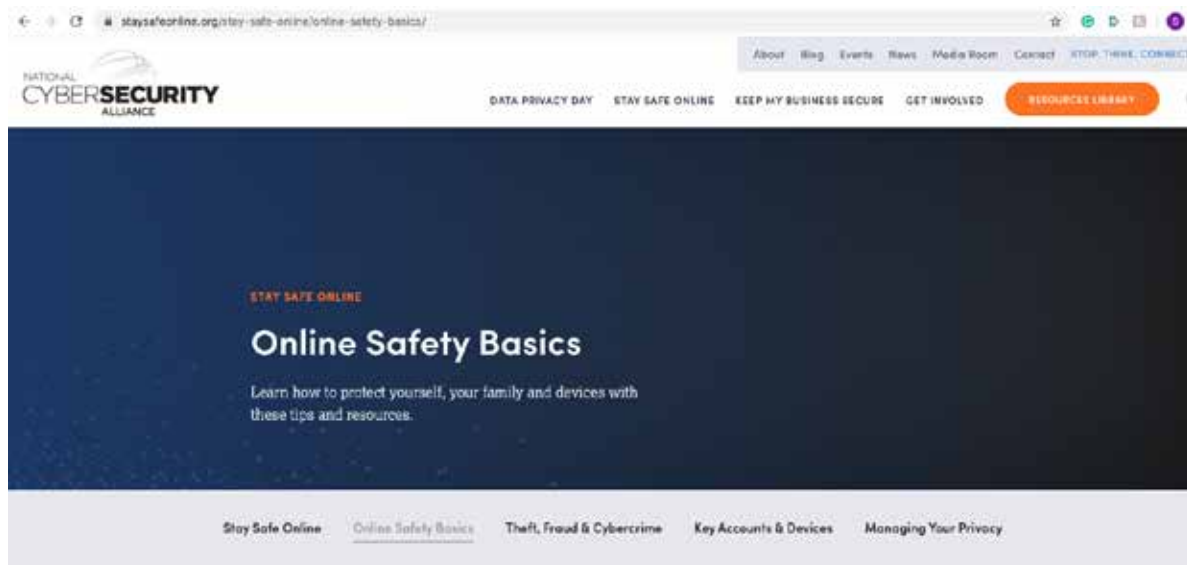 staysafeonline.org/stay-safe-online/online-safety-basics/
About Blog Events News Media Room Contact STOP. THINK. CONNECT
NATIONAL
CYBERSECURITY
ALLIANCE
DATA PRIVACY DAY STAY SAFE ONLINE KEEP MY BUSINESS SECURE GET INVOLVED RESOURCES LIBRARY
STAY SAFE ONLINE
Online Safety Basics
Learn how to protect yourself, your family and devices with
these tips and resources.
Stay Safe Online Online Safety Basics Theft, Fraud & Cybercrime Key Accounts & Devices Managing Your Privacy